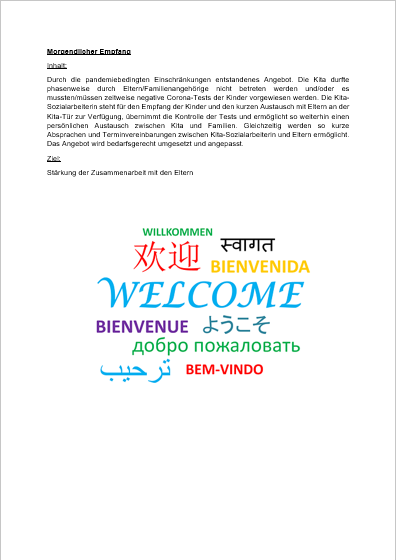 Morgendlicher Empfang
Inhalt:
Durch die pandemiebedingten Einschränkungen entstandenes Angebot. Die Kita durfte
phasenweise durch Eltern/Familienangehörige nicht betreten werden und/oder es
mussten/müssen zeitweise negative Corona-Tests der Kinder vorgewiesen werden. Die Kita-
Sozialarbeiterin steht für den Empfang der Kinder und den kurzen Austausch mit Eltern an der
Kita-Tür zur Verfügung, übernimmt die Kontrolle der Tests und ermöglicht so weiterhin einen
persönlichen Austausch zwischen Kita und Familien. Gleichzeitig werden so kurze
Absprachen und Terminvereinbarungen zwischen Kita-Sozialarbeiterin und Eltern ermöglicht.
Das Angebot wird bedarfsgerecht umgesetzt und angepasst.
Ziel:
Stärkung der Zusammenarbeit mit den Eltern
WILLKOMMEN
欢迎 स्वागत
BIENVENIDA
WELCOME
BIENVENUE ようこそ
добро пожаловать
ترحيب BEM-VINDO